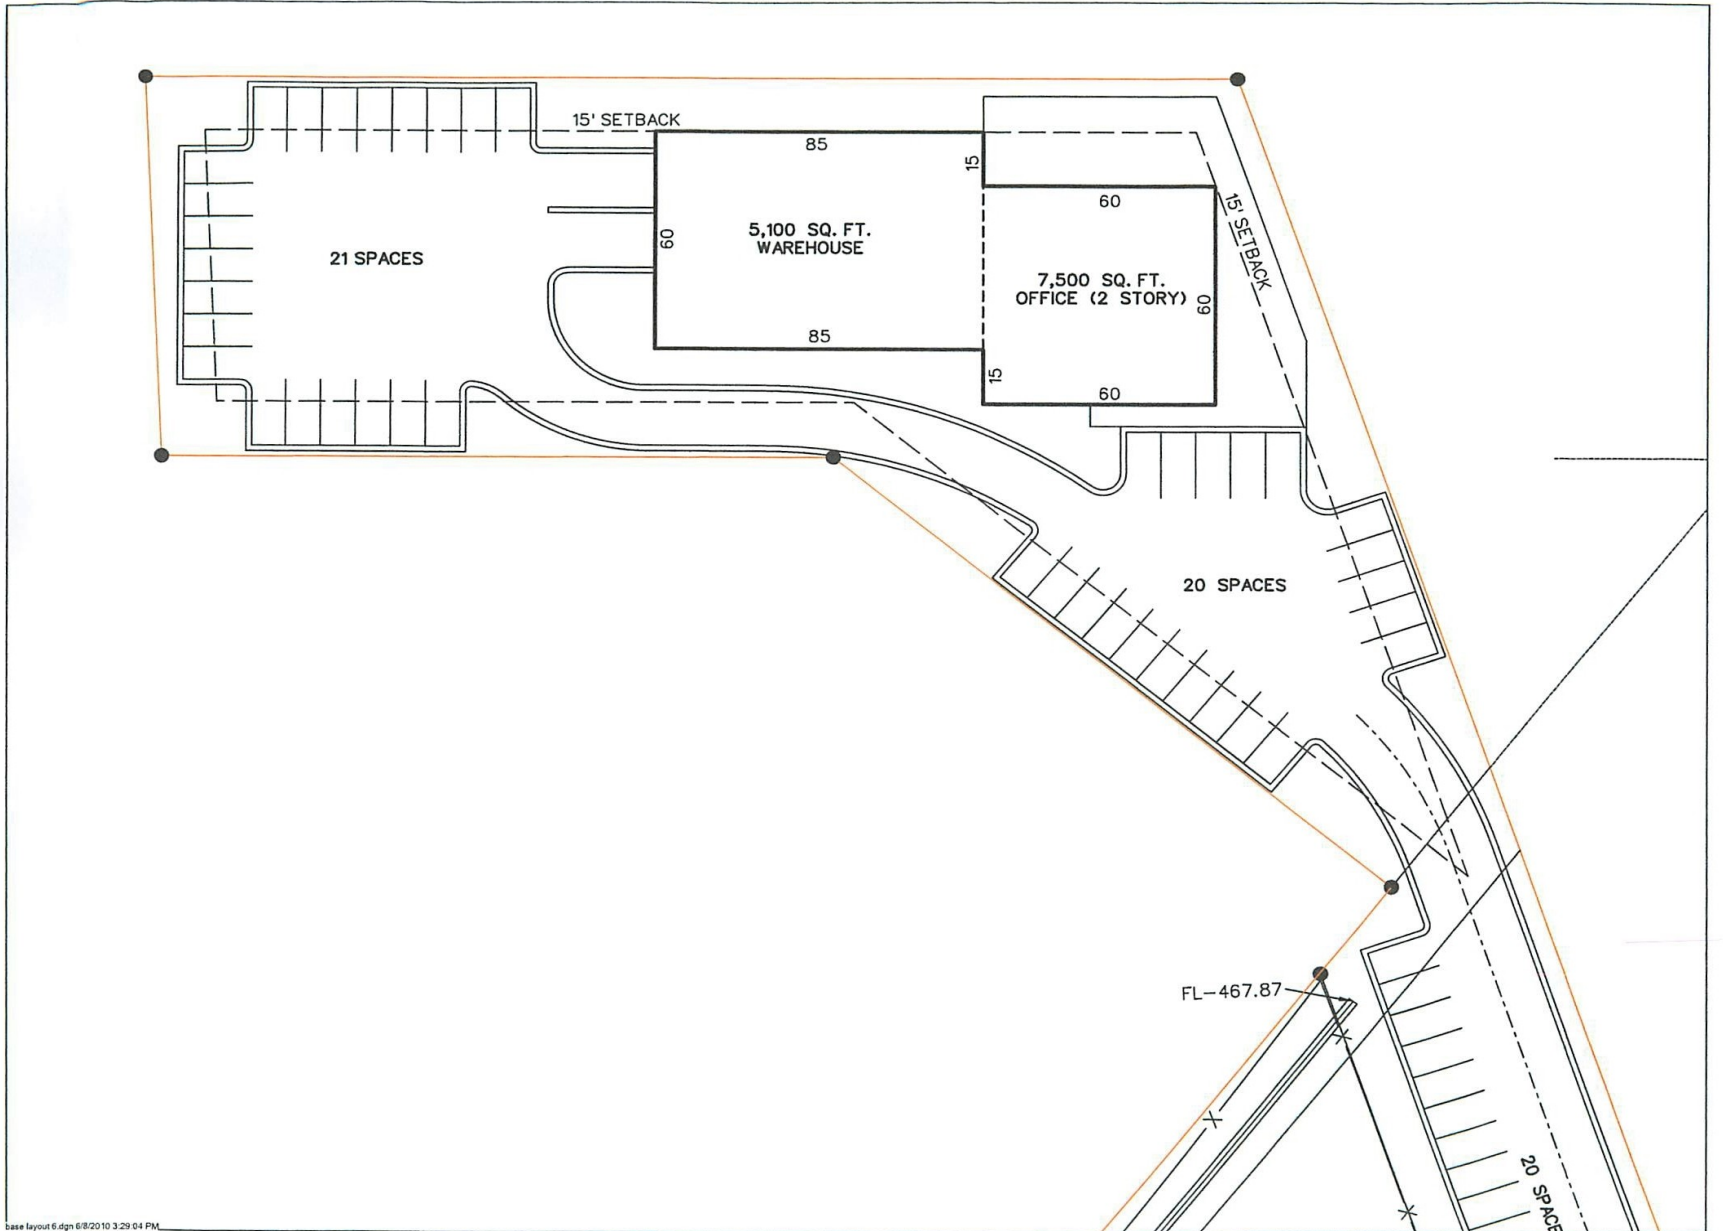 15' SETBACK
85
15
60
5,100 SQ. FT.
WAREHOUSE
21 SPACES
60
15' SETBACK
7,500 SQ. FT.
OFFICE (2 STORY)
60
85
15
60
20 SPACES
FL-467.87
20 SPACE
base layout 6.dgn 6/8/2010 3:29:04 PM